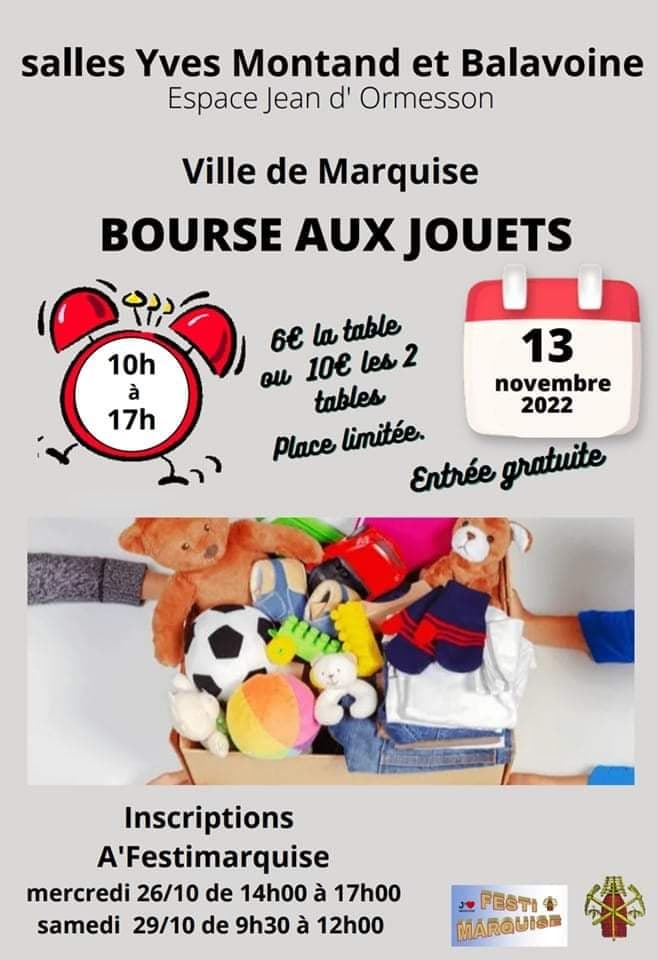 salles Yves Montand et Balavoine
Espace Jean d' Ormesson
Ville de Marquise
BOURSE AUX JOUETS
10h
à
17h
6€ la table
ou 10€ les 2
tables
Place limitée.
13
novembre
2022
Entrée gratuite
Inscriptions
A'Festimarquise
mercredi 26/10 de 14h00 à 17h00
samedi 29/10 de 9h30 à 12h00
J'
FESTI
MARQUISE